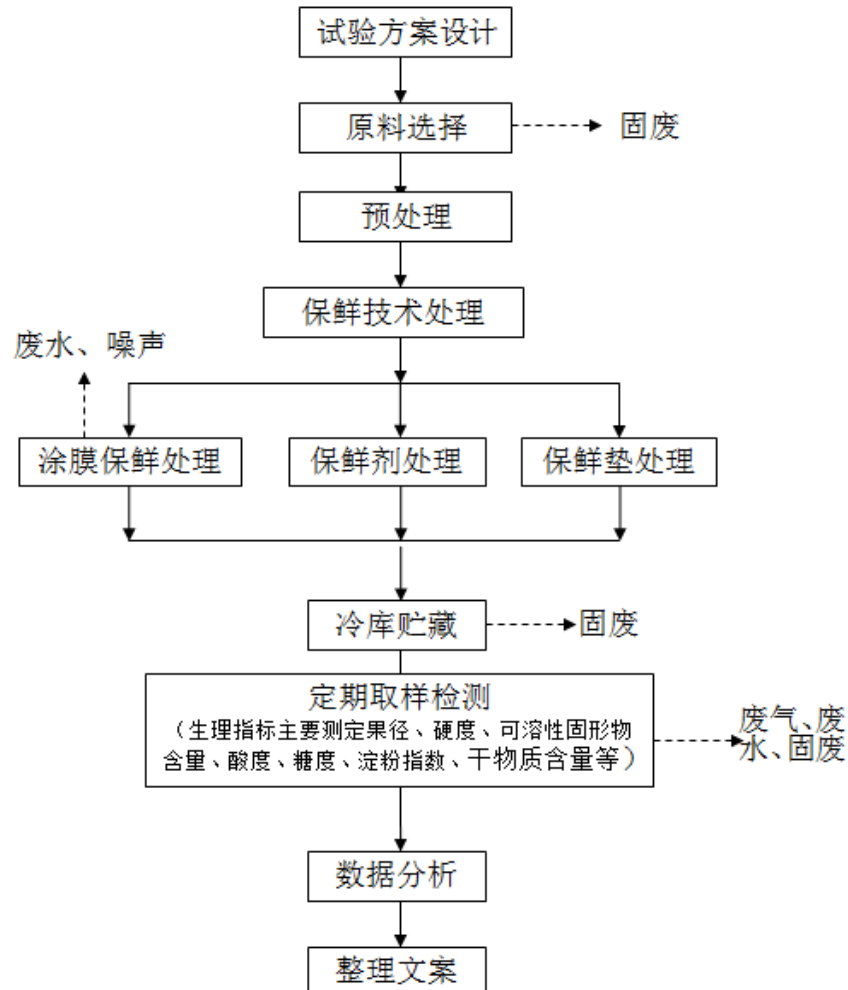 试验方案设计
原料选择
固废
预处理
保鲜技术处理
废水、噪声
涂膜保鲜处理
保鲜剂处理
保鲜垫处理
冷库贮藏
固废
定期取样检测
（生理指标主要测定果径、硬度、可溶性固形物
含量、酸度、糖度、淀粉指数、干物质含量等）
废气、废
水、固废
数据分析
整理文案